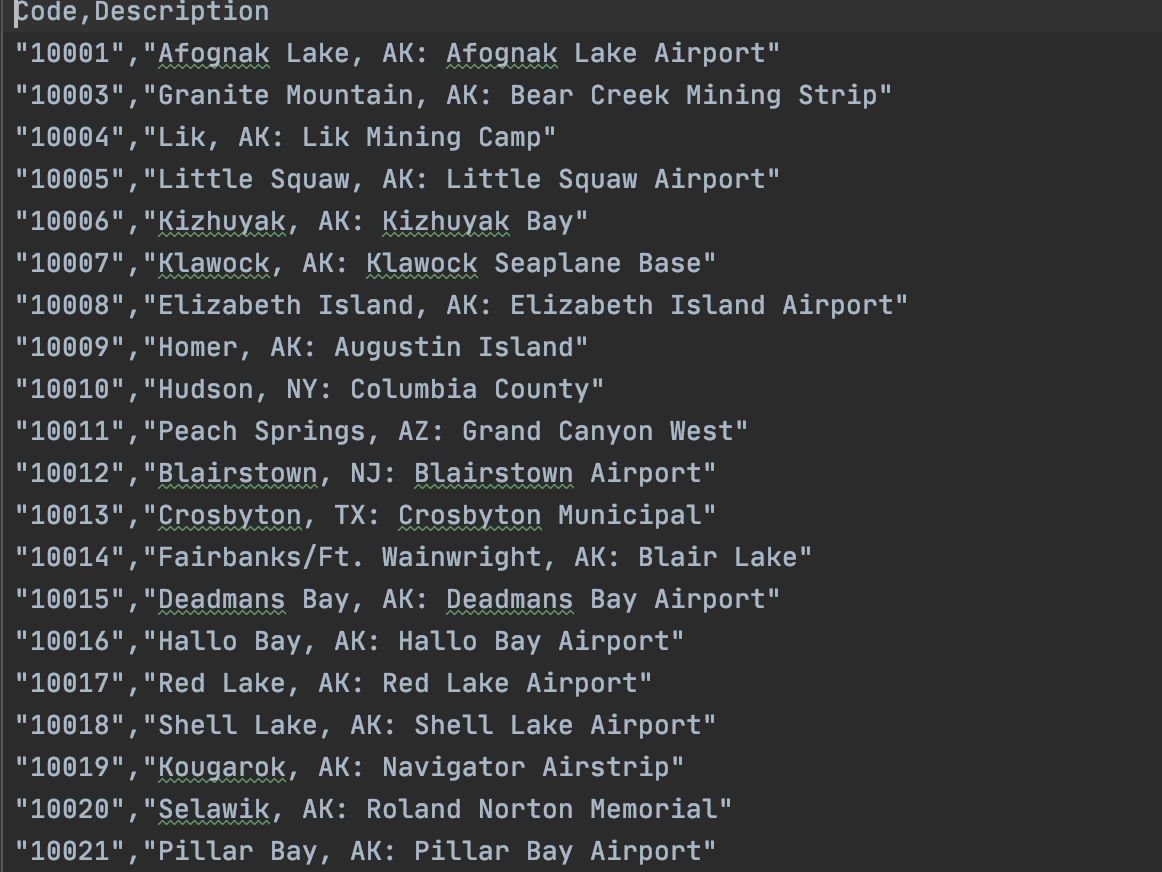 Code,Description
"10001","Afognak Lake, AK: Afognak Lake Airport"
"10003","Granite Mountain, AK: Bear Creek Mining Strip"
"10004","Lik, AK: Lik Mining Camp"
"10005","Little Squaw, AK: Little Squaw Airport"
"10006","Kizhuyak, AK: Kizhuyak Bay"
"10007","Klawock, AK: Klawock Seaplane Base"
"10008","Elizabeth Island, AK: Elizabeth Island Airport"
"10009","Homer, AK: Augustin Island"
"10010","Hudson, NY: Columbia County"
"10011","Peach Springs, AZ: Grand Canyon West"
"10012","Blairstown, NJ: Blairstown Airport"
"10013","Crosbyton, TX: Crosbyton Municipal"
"10014","Fairbanks/Ft. Wainwright, AK: Blair Lake"
"10015","Deadmans Bay, AK: Deadmans Bay Airport"
"10016","Hallo Bay, AK: Hallo Bay Airport"
"10017","Red Lake, AK: Red Lake Airport"
"10018","Shell Lake, AK: Shell Lake Airport"
"10019","Kougarok, AK: Navigator Airstrip"
"10020","Selawik, AK: Roland Norton Memorial"
"10021","Pillar Bay, AK: Pillar Bay Airport"